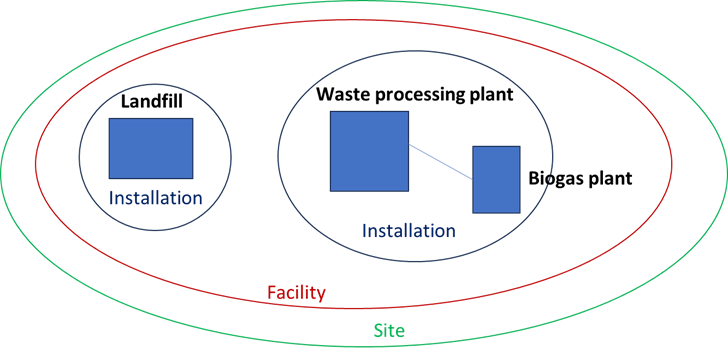 Landfill
Installation
Waste processing plant
Biogas plant
Installation
Facility
Site